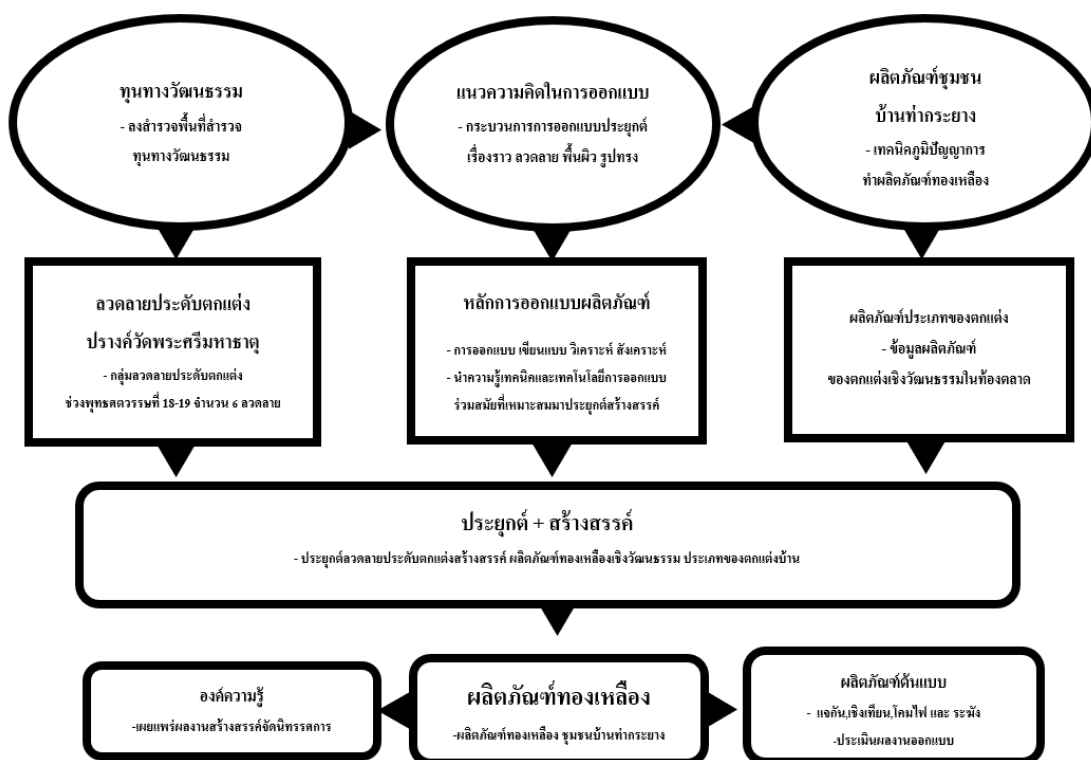 ทุนทางวัฒนธรรม
- ลงสำรวจพื้นที่สำรวจ
ทุนทางวัฒนธรรม
แนวความคิดในการออกแบบ
- กระบวนการการออกแบบประยุกต์
เรื่องราว ลวดลาย พื้นผิว รูปทรง
ผลิตภัณฑ์ชุมชน
บ้านท่ากระยาง
- เทคนิคภูมิปัญญาการ
ทำผลิตภัณฑ์ทองเหลือง
ลวดลายประดับตกแต่ง
ปรางค์วัดพระศรีมหาธาตุ
- กลุ่มลวดลายประดับตกแต่ง
ช่วงพุทธศตวรรษที่ 18-19 จำนวน 6 ลวดลาย
หลักการออกแบบผลิตภัณฑ์
- การออกแบบ เขียนแบบ วิเคราะห์ สังเคราะห์
- นำความรู้เทคนิคและเทคโนโลยีการออกแบบ
ร่วมสมัยที่เหมาะสมมาประยุกต์สร้างสรรค์
ผลิตภัณฑ์ประเภทของตกแต่ง
- ข้อมูลผลิตภัณฑ์
ของตกแต่งเชิงวัฒนธรรมในท้องตลาด
ประยุกต์ + สร้างสรรค์
- ประยุกต์ลวดลายประดับตกแต่งสร้างสรรค์ ผลิตภัณฑ์ทองเหลืองเชิงวัฒนธรรม ประเภทของตกแต่งบ้าน
องค์ความรู้
-เผยแพร่ผลงานสร้างสรรค์จัดนิทรรศการ
ผลิตภัณฑ์ทองเหลือง
-ผลิตภัณฑ์ทองเหลือง ชุมชนบ้านท่ากระยาง
ผลิตภัณฑ์ต้นแบบ
- แจกัน,เชิงเทียน,โคมไฟ และ ระฆัง
-ประเมินผลงานออกแบบ